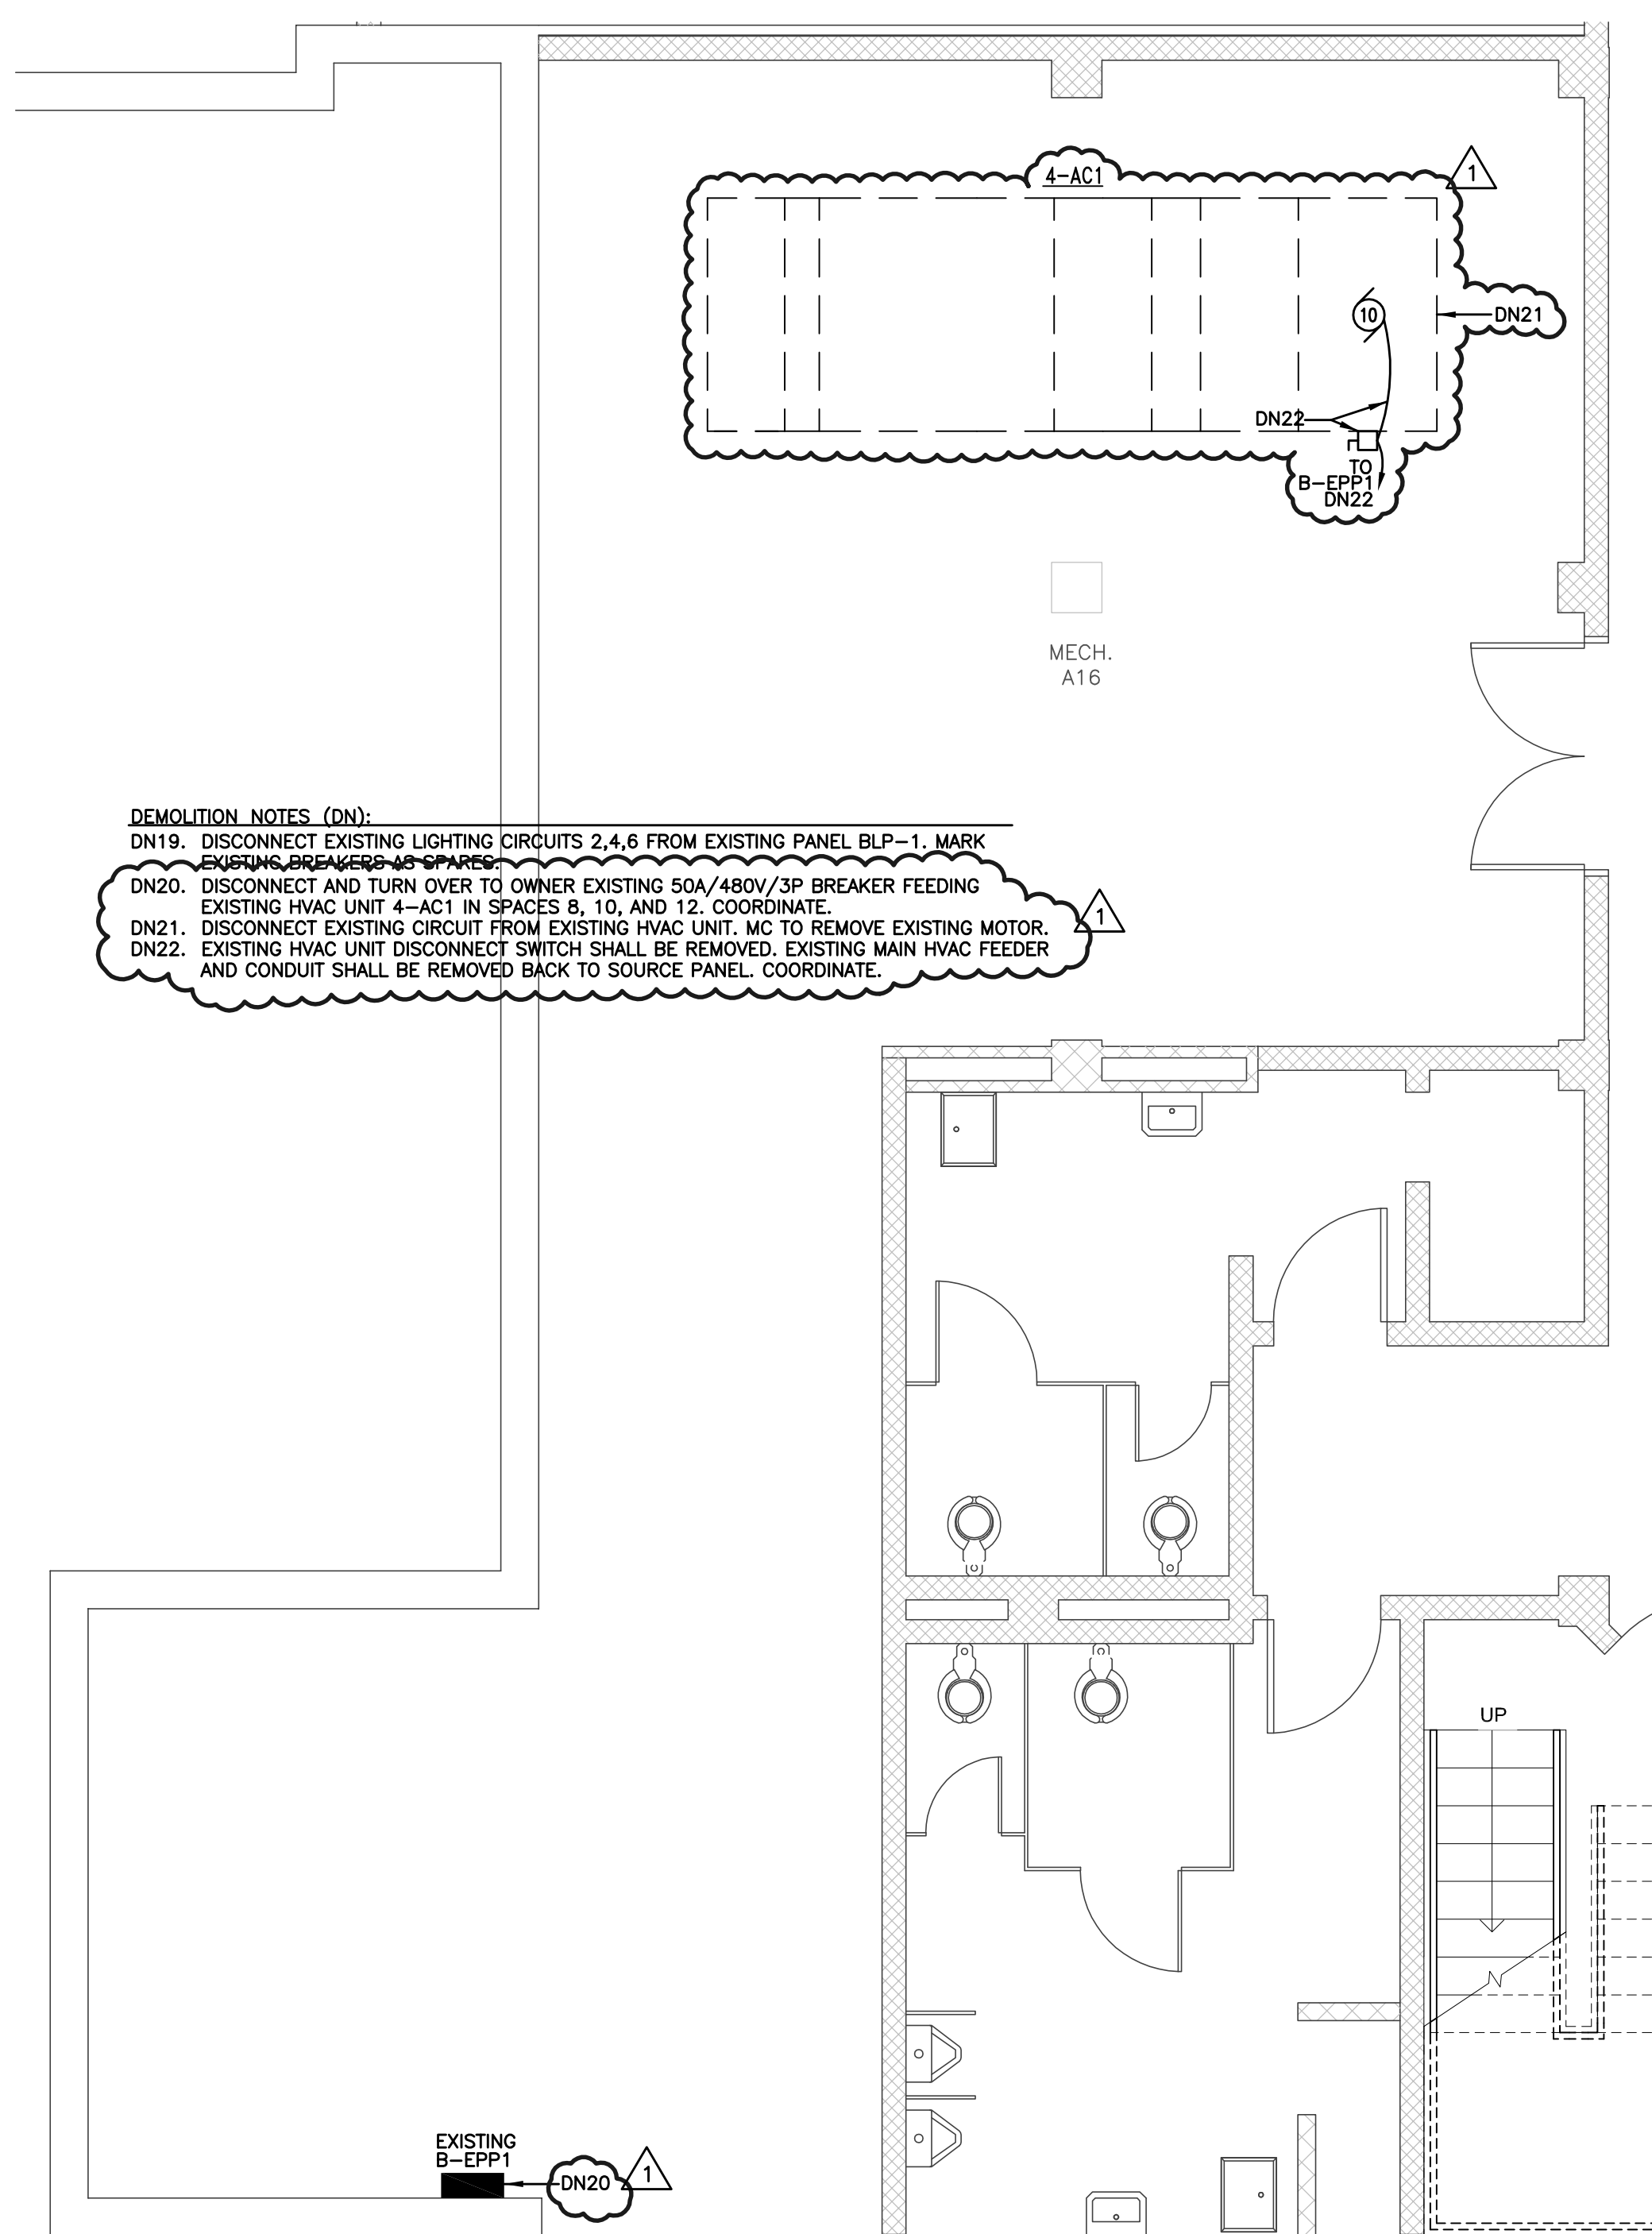 4-AC1
1
10
DN21
DN22
TO
B-EPP1
DN22
MECH.
A16
DEMOLITION NOTES (DN):
DN19. DISCONNECT EXISTING LIGHTING CIRCUITS 2,4,6 FROM EXISTING PANEL BLP-1. MARK
EXISTING BREAKERS AS SPARES.
DN20. DISCONNECT AND TURN OVER TO OWNER EXISTING 50A/480V/3P BREAKER FEEDING
EXISTING HVAC UNIT 4-AC1 IN SPACES 8, 10, AND 12. COORDINATE.
1
DN21. DISCONNECT EXISTING CIRCUIT FROM EXISTING HVAC UNIT. MC TO REMOVE EXISTING MOTOR.
DN22. EXISTING HVAC UNIT DISCONNECT SWITCH SHALL BE REMOVED. EXISTING MAIN HVAC FEEDER
AND CONDUIT SHALL BE REMOVED BACK TO SOURCE PANEL. COORDINATE.
UP
EXISTING
B-EPP1
DN20
1